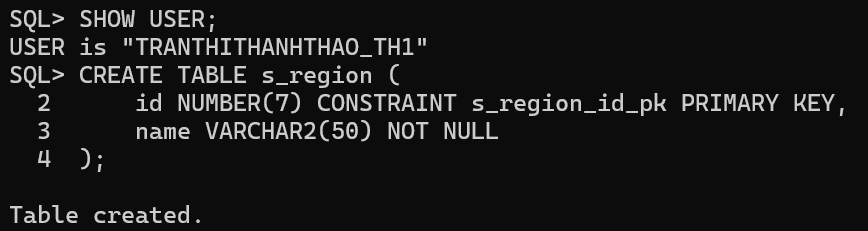 SQL> SHOW USER;
USER is "TRANTHITHANHTHAO_TH1"
SQL> CREATE TABLE s_region (
  2      id NUMBER(7) CONSTRAINT s_region_id_pk PRIMARY KEY,
  3      name VARCHAR2(50) NOT NULL
  4  );
Table created.